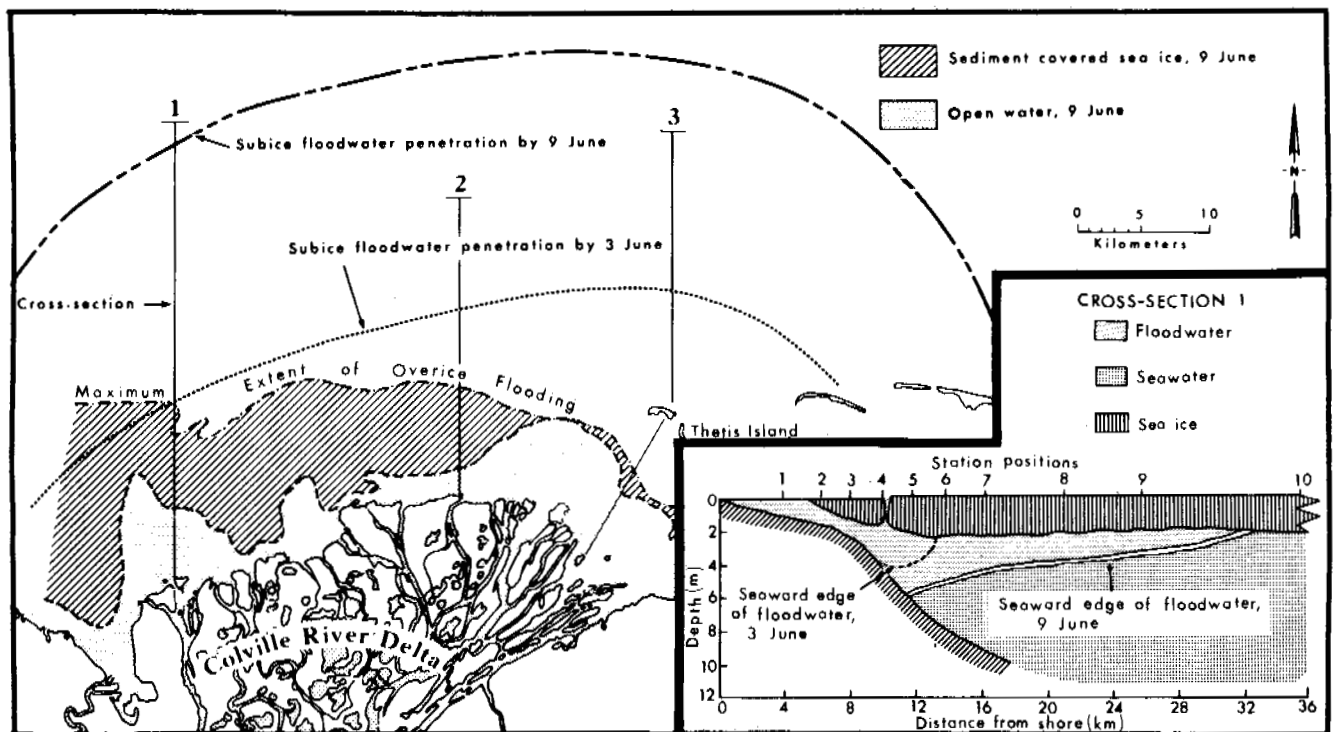 Sediment covered sea ice, 9 June
Open water, 9 June
1
Subice floodwater penetration by 9 June
3
2
N
0 5 10
Kilometers
Subice floodwater penetration by 3 June
Cross-section
Maximum Extent of Overice Flooding
Thetis Island
Colville River Delta
CROSS-SECTION 1
Floodwater
Seawater
Sea ice
Station positions
1 2 3 4 5 6 7 8 9 10
0
2
4
6
8
10
12
Depth (m)
Seaward edge
of floodwater,
3 June
Seaward edge of floodwater,
9 June
0 4 8 12 16 20 24 28 32 36
Distance from shore (km)